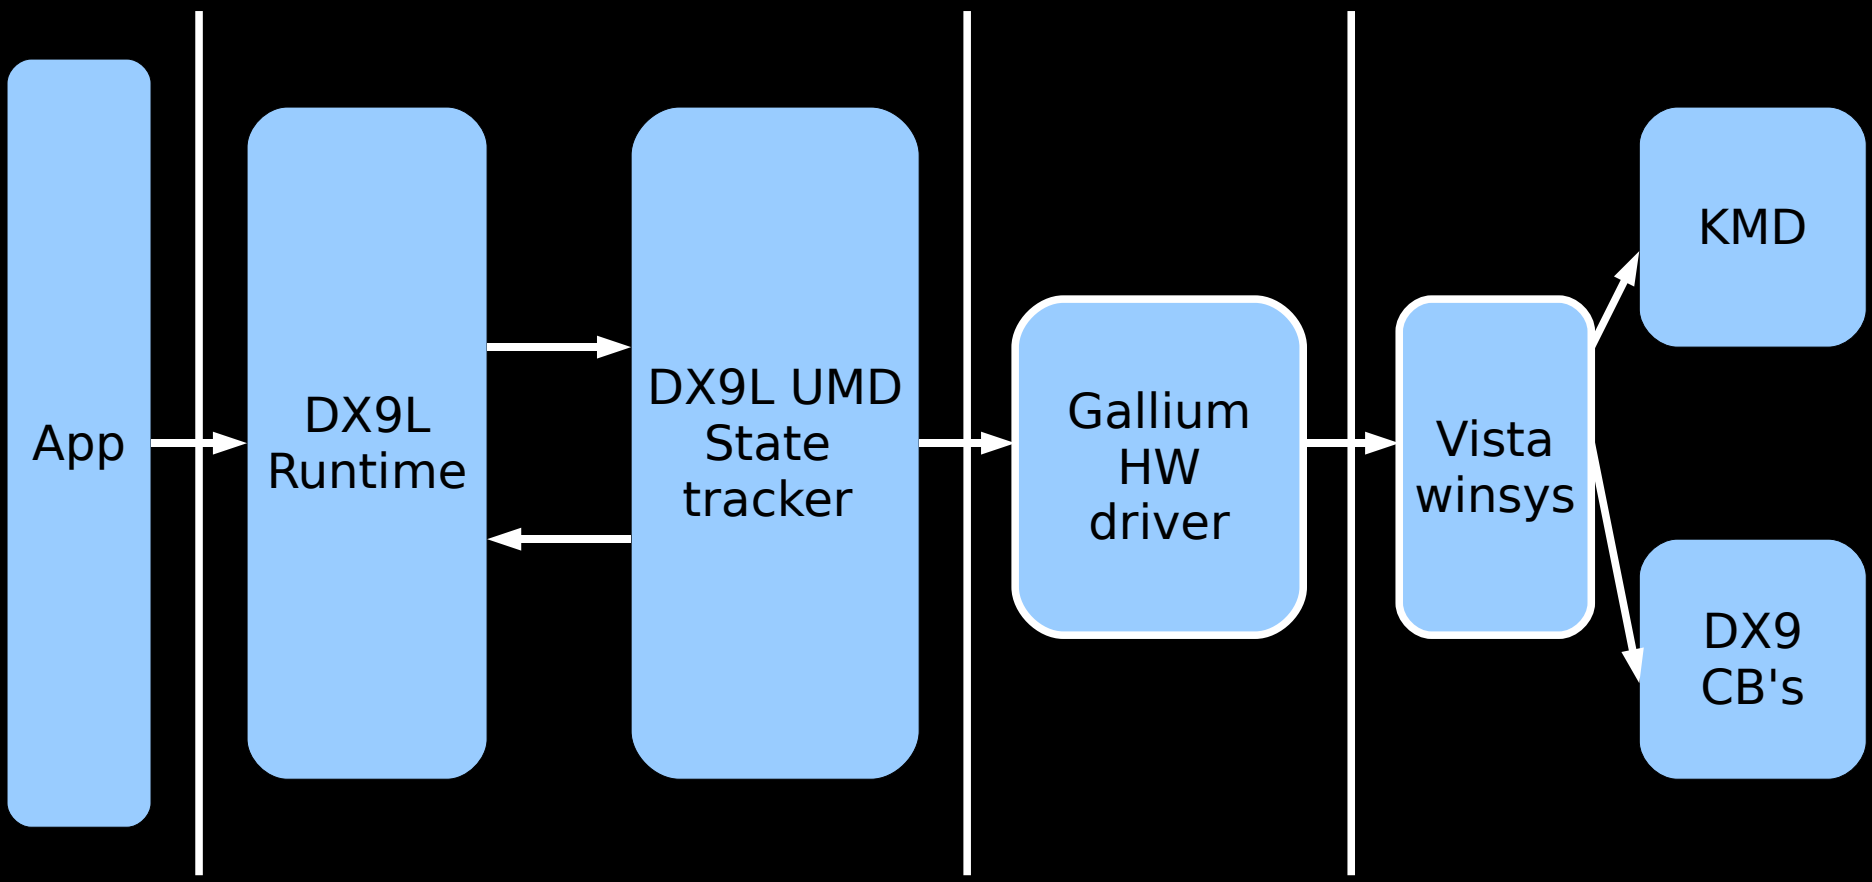 App
DX9L
Runtime
DX9L UMD
State
tracker
Gallium
HW
driver
Vista
winsys
KMD
DX9
CB's